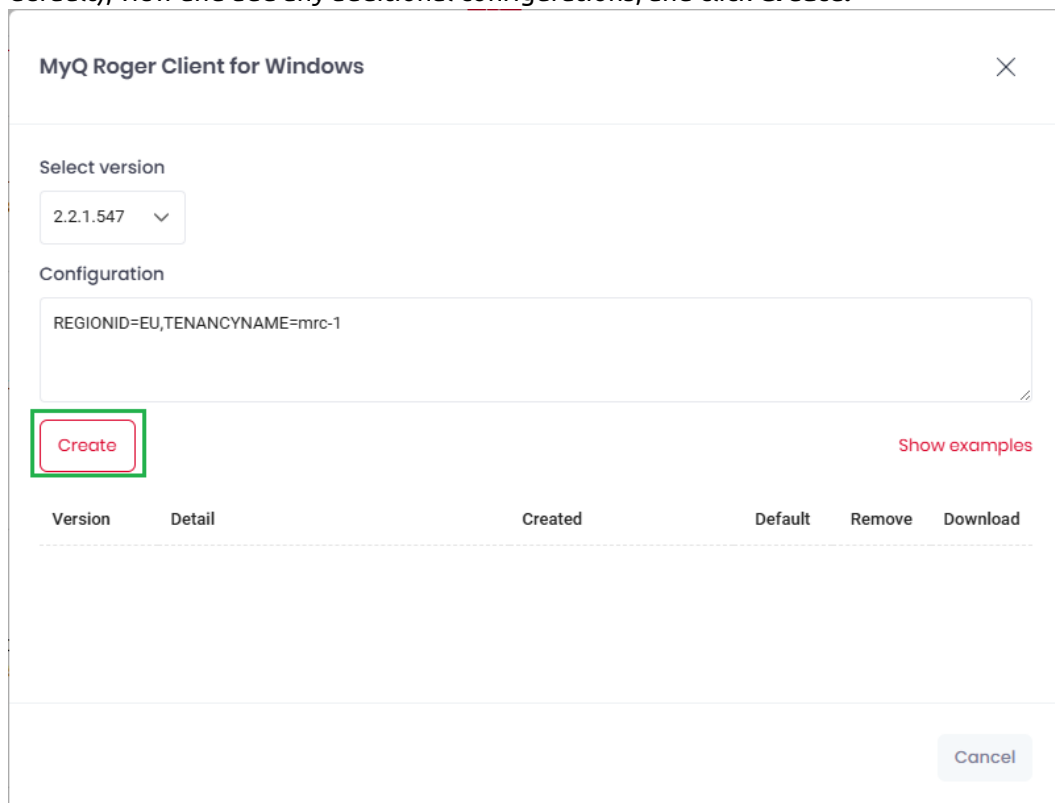 MyQ Roger Client for Windows
Select version
2.2.1.547
Configuration
REGIONID=EU,TENANCYNAME=mrc-1
Create
Show examples
Version Detail Created Default Remove Download
Cancel